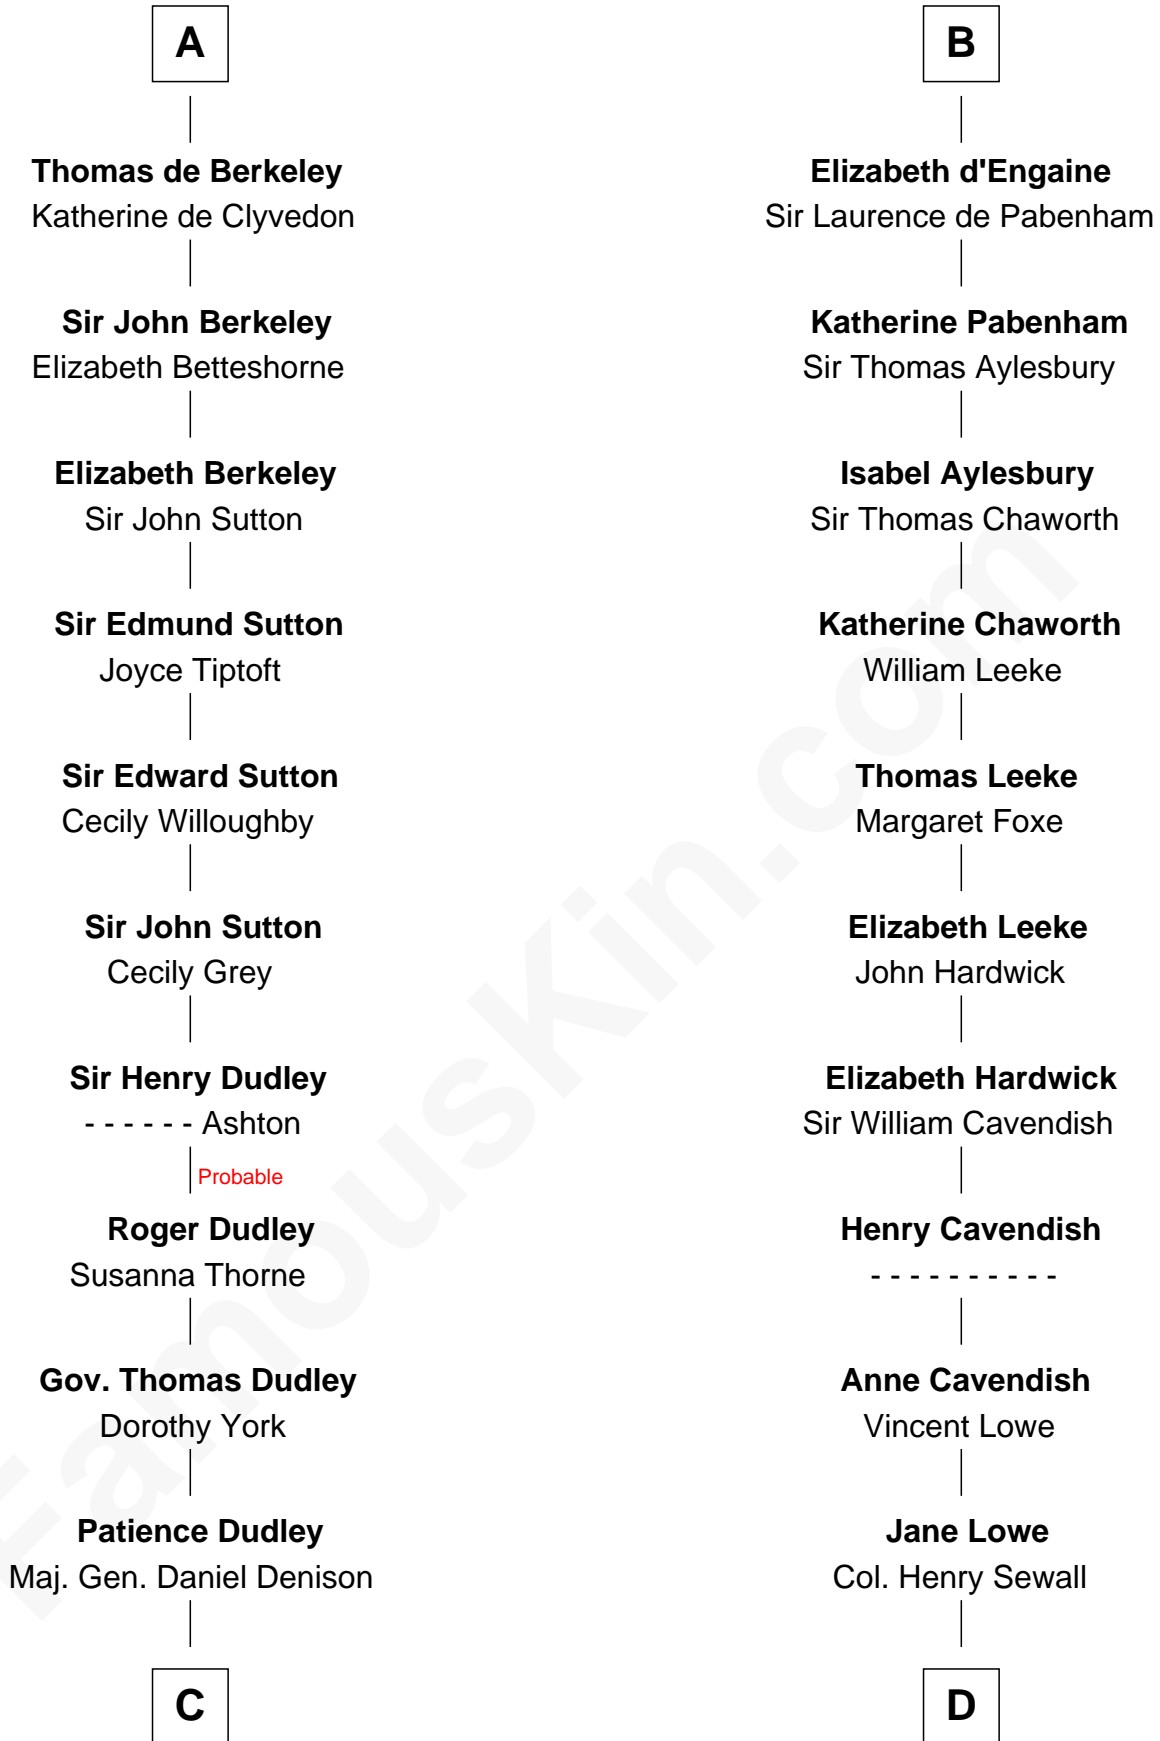 A
Thomas de Berkeley
Katherine de Clyvedon
Sir John Berkeley
Elizabeth Betteshorne
Elizabeth Berkeley
Sir John Sutton
Sir Edmund Sutton
Joyce Tiptoft
Sir Edward Sutton
Cecily Willoughby
Sir John Sutton
Cecily Grey
Sir Henry Dudley
- - - - - - Ashton
Probable
Roger Dudley
Susanna Thorne
Gov. Thomas Dudley
Dorothy York
Patience Dudley
Maj. Gen. Daniel Denison
C
B
Elizabeth d'Engaine
Sir Laurence de Pabenham
Katherine Pabenham
Sir Thomas Aylesbury
Isabel Aylesbury
Sir Thomas Chaworth
Katherine Chaworth
William Leeke
Thomas Leeke
Margaret Foxe
Elizabeth Leeke
John Hardwick
Elizabeth Hardwick
Sir William Cavendish
Henry Cavendish
- - - - - - - - - -
Anne Cavendish
Vincent Lowe
Jane Lowe
Col. Henry Sewall
D
FamousKin.com